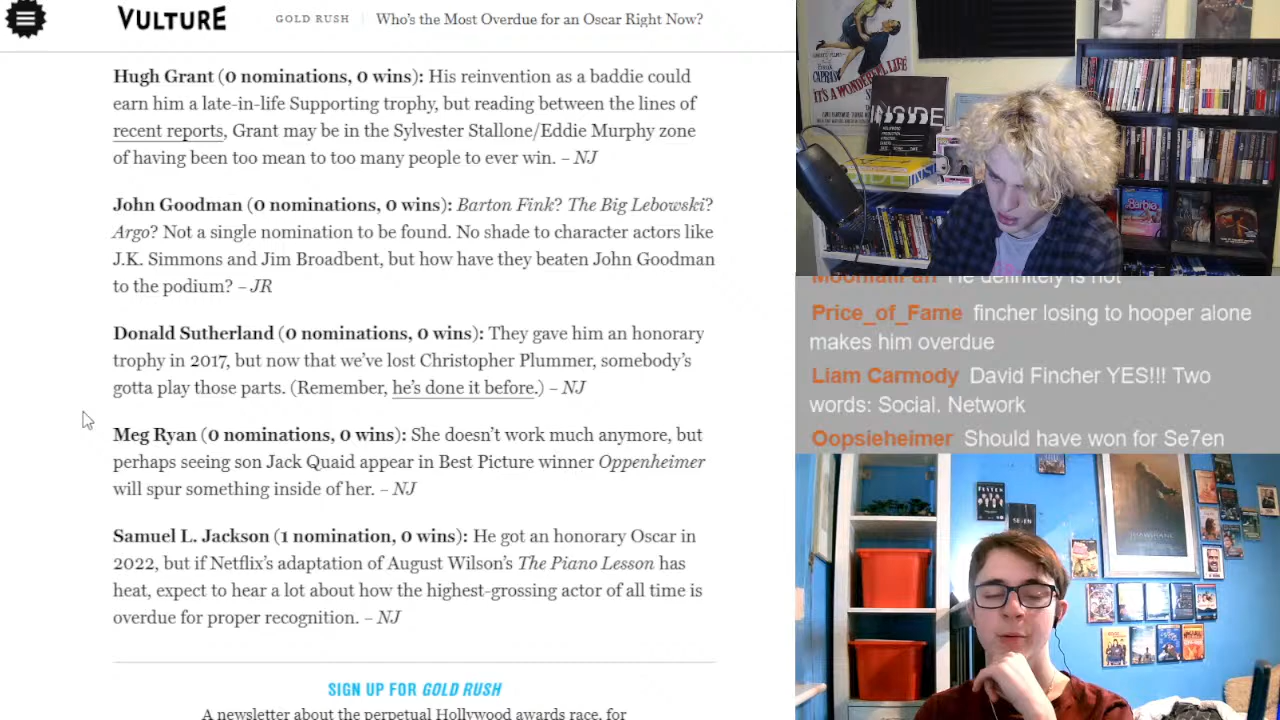 VULTURE GOLD RUSH Who's the Most Overdue for an Oscar Right Now?
Hugh Grant (0 nominations, 0 wins): His reinvention as a baddie could
earn him a late-in-life Supporting trophy, but reading between the lines of
recent reports, Grant may be in the Sylvester Stallone/Eddie Murphy zone
of having been too mean to too many people to ever win. – NJ
John Goodman (0 nominations, 0 wins): Barton Fink? The Big Lebowski?
Argo? Not a single nomination to be found. No shade to character actors like
J.K. Simmons and Jim Broadbent, but how have they beaten John Goodman
to the podium? – JR
Donald Sutherland (0 nominations, 0 wins): They gave him an honorary
trophy in 2017, but now that we've lost Christopher Plummer, somebody's
gotta play those parts. (Remember, he's done it before.) – NJ
Meg Ryan (0 nominations, 0 wins): She doesn't work much anymore, but
perhaps seeing son Jack Quaid appear in Best Picture winner Oppenheimer
will spur something inside of her. – NJ
Samuel L. Jackson (1 nomination, 0 wins): He got an honorary Oscar in
2022, but if Netflix's adaptation of August Wilson's The Piano Lesson has
heat, expect to hear a lot about how the highest-grossing actor of all time is
overdue for proper recognition. – NJ
SIGN UP FOR GOLD RUSH
A newsletter about the perpetual Hollywood awards race, for
IT'S A WONDERFUL LIFE
INSIDE
Barbie
He definitely is not
Price_of_Fame fincher losing to hooper alone
makes him overdue
Liam Carmody David Fincher YES!!! Two
words: Social. Network
Oopsieheimer Should have won for Se7en